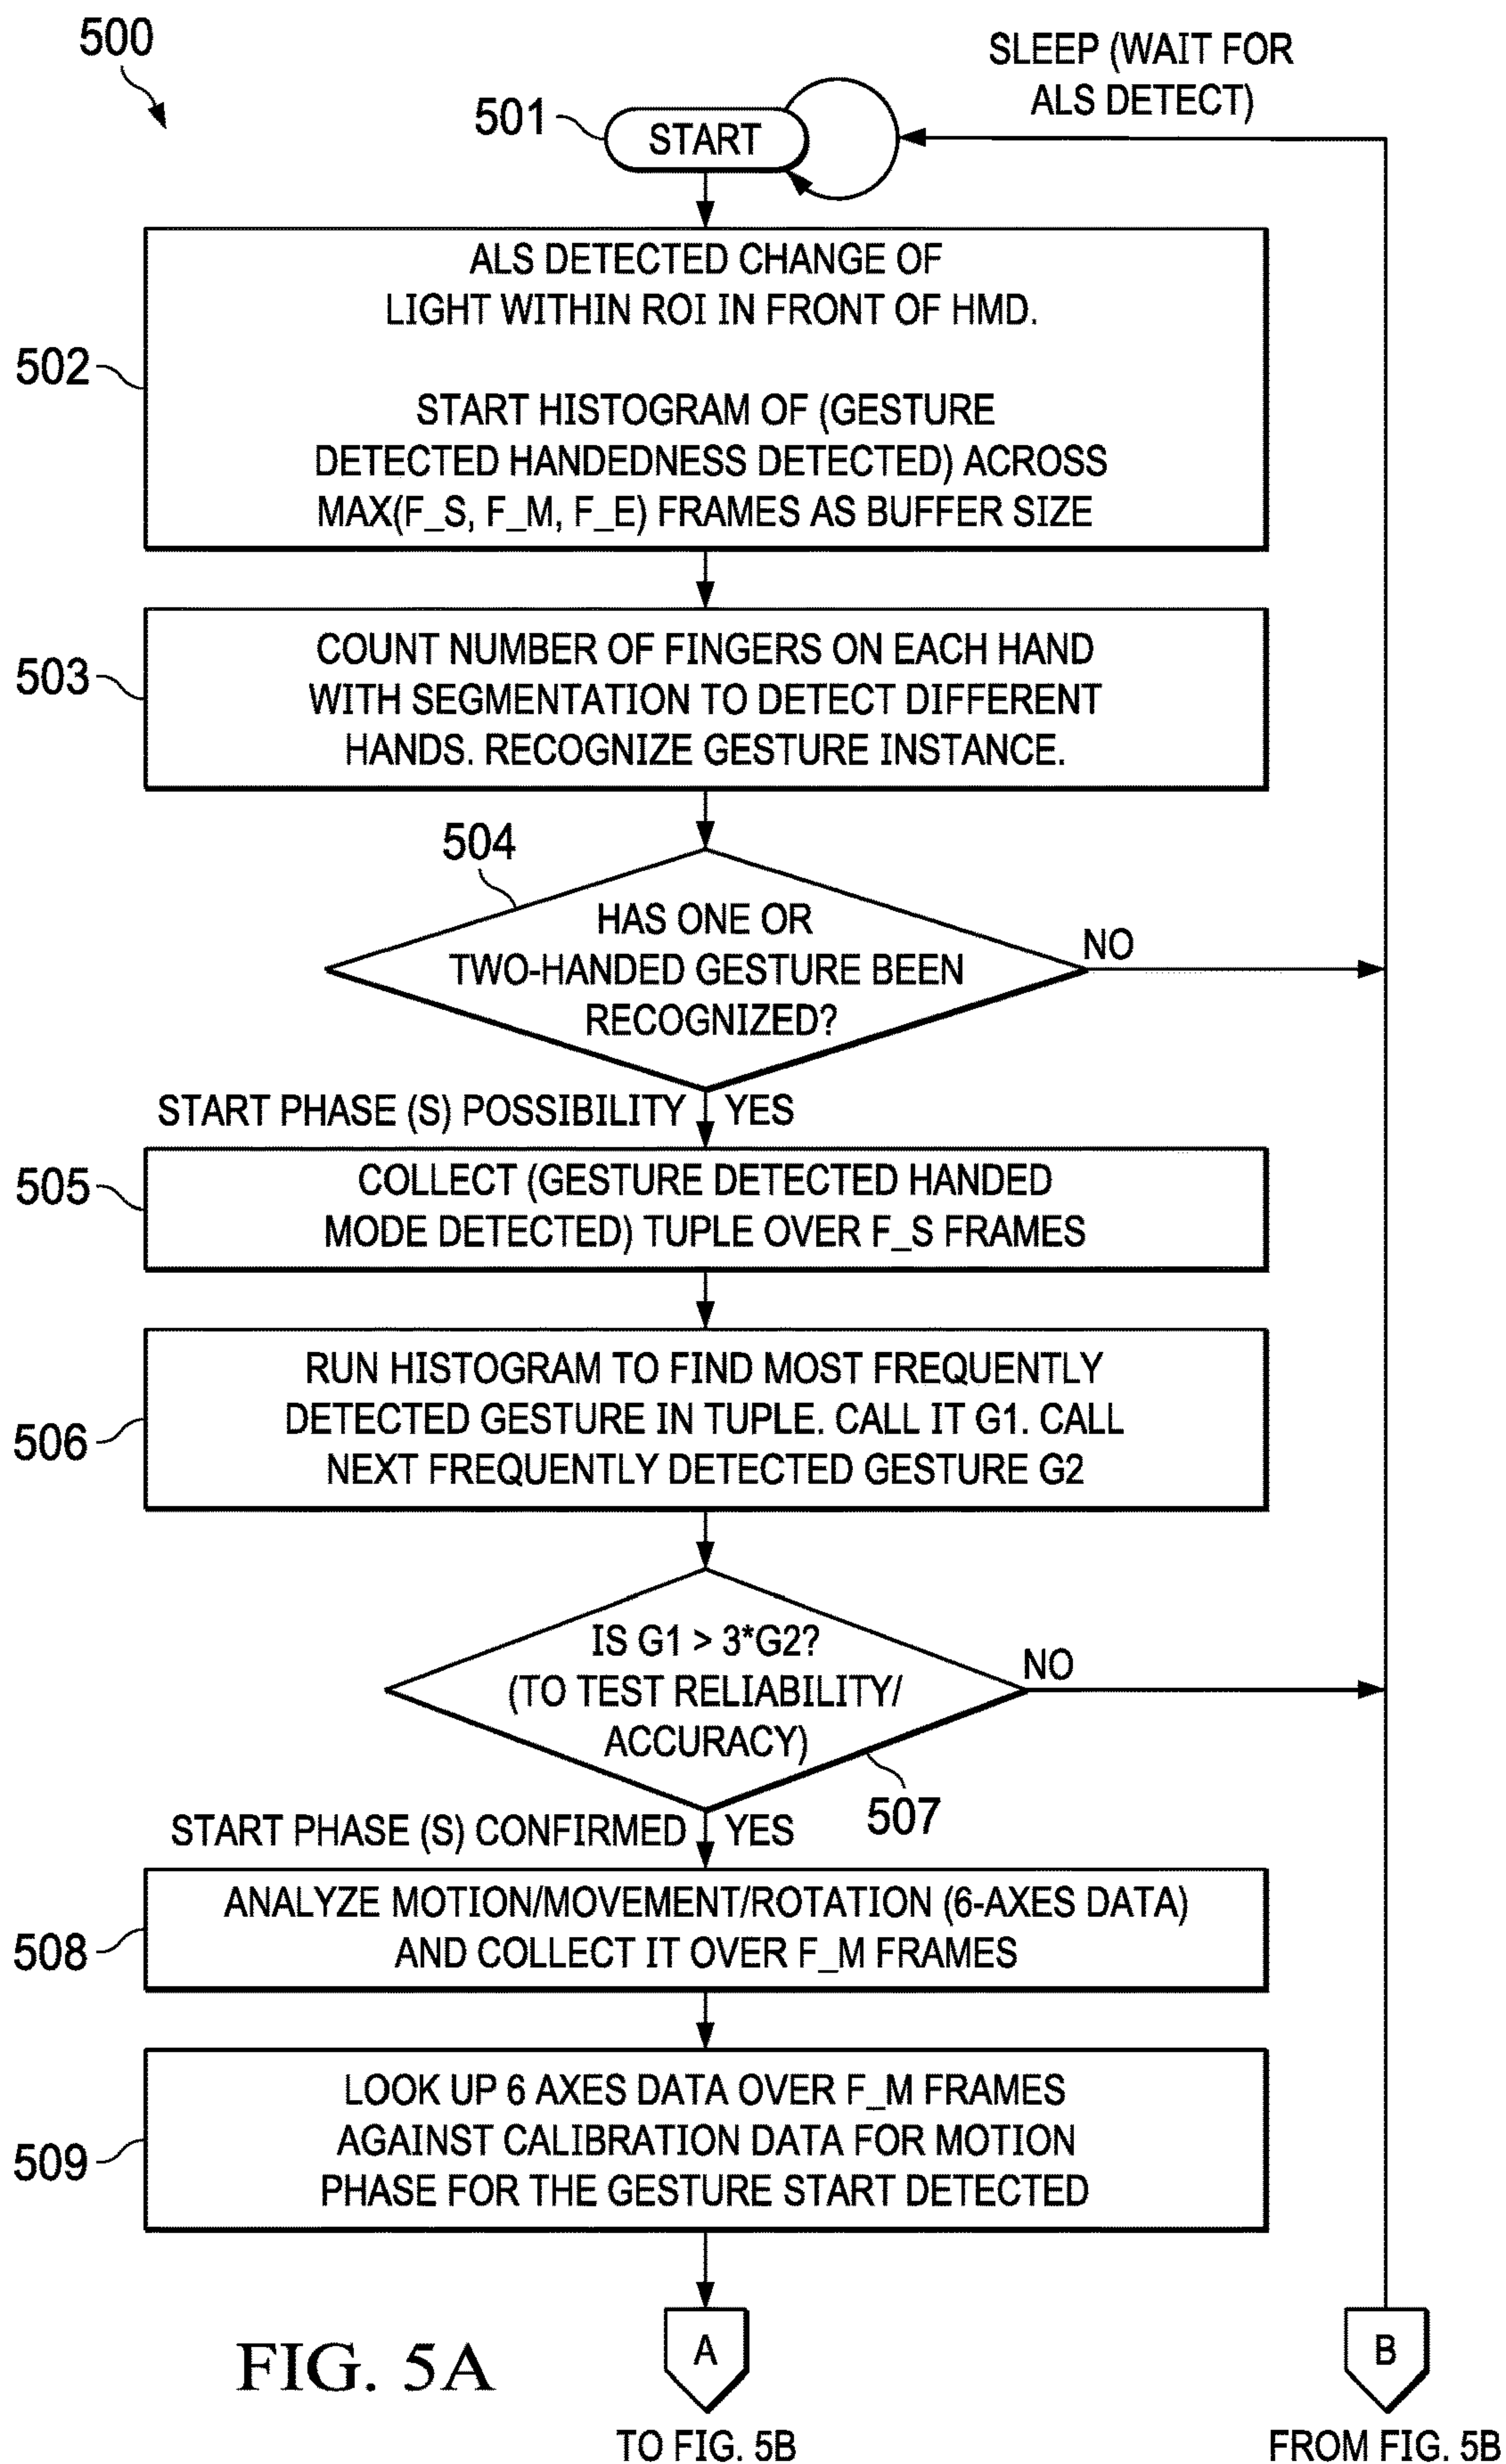 500
SLEEP (WAIT FOR
ALS DETECT)
501
START
ALS DETECTED CHANGE OF
LIGHT WITHIN ROI IN FRONT OF HMD.
502
START HISTOGRAM OF (GESTURE
DETECTED HANDEDNESS DETECTED) ACROSS
MAX(F_S, F_M, F_E) FRAMES AS BUFFER SIZE
503
COUNT NUMBER OF FINGERS ON EACH HAND
WITH SEGMENTATION TO DETECT DIFFERENT
HANDS. RECOGNIZE GESTURE INSTANCE.
504
HAS ONE OR
TWO-HANDED GESTURE BEEN
RECOGNIZED?
NO
START PHASE (S) POSSIBILITY
YES
505
COLLECT (GESTURE DETECTED HANDED
MODE DETECTED) TUPLE OVER F_S FRAMES
506
RUN HISTOGRAM TO FIND MOST FREQUENTLY
DETECTED GESTURE IN TUPLE. CALL IT G1. CALL
NEXT FREQUENTLY DETECTED GESTURE G2
IS G1 > 3*G2?
(TO TEST RELIABILITY/
ACCURACY)
NO
507
START PHASE (S) CONFIRMED
YES
508
ANALYZE MOTION/MOVEMENT/ROTATION (6-AXES DATA)
AND COLLECT IT OVER F_M FRAMES
509
LOOK UP 6 AXES DATA OVER F_M FRAMES
AGAINST CALIBRATION DATA FOR MOTION
PHASE FOR THE GESTURE START DETECTED
FIG. 5A
A
TO FIG. 5B
B
FROM FIG. 5B